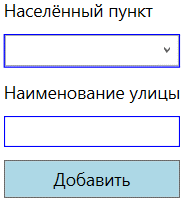 Населённый пункт
Наименование улицы
Добавить